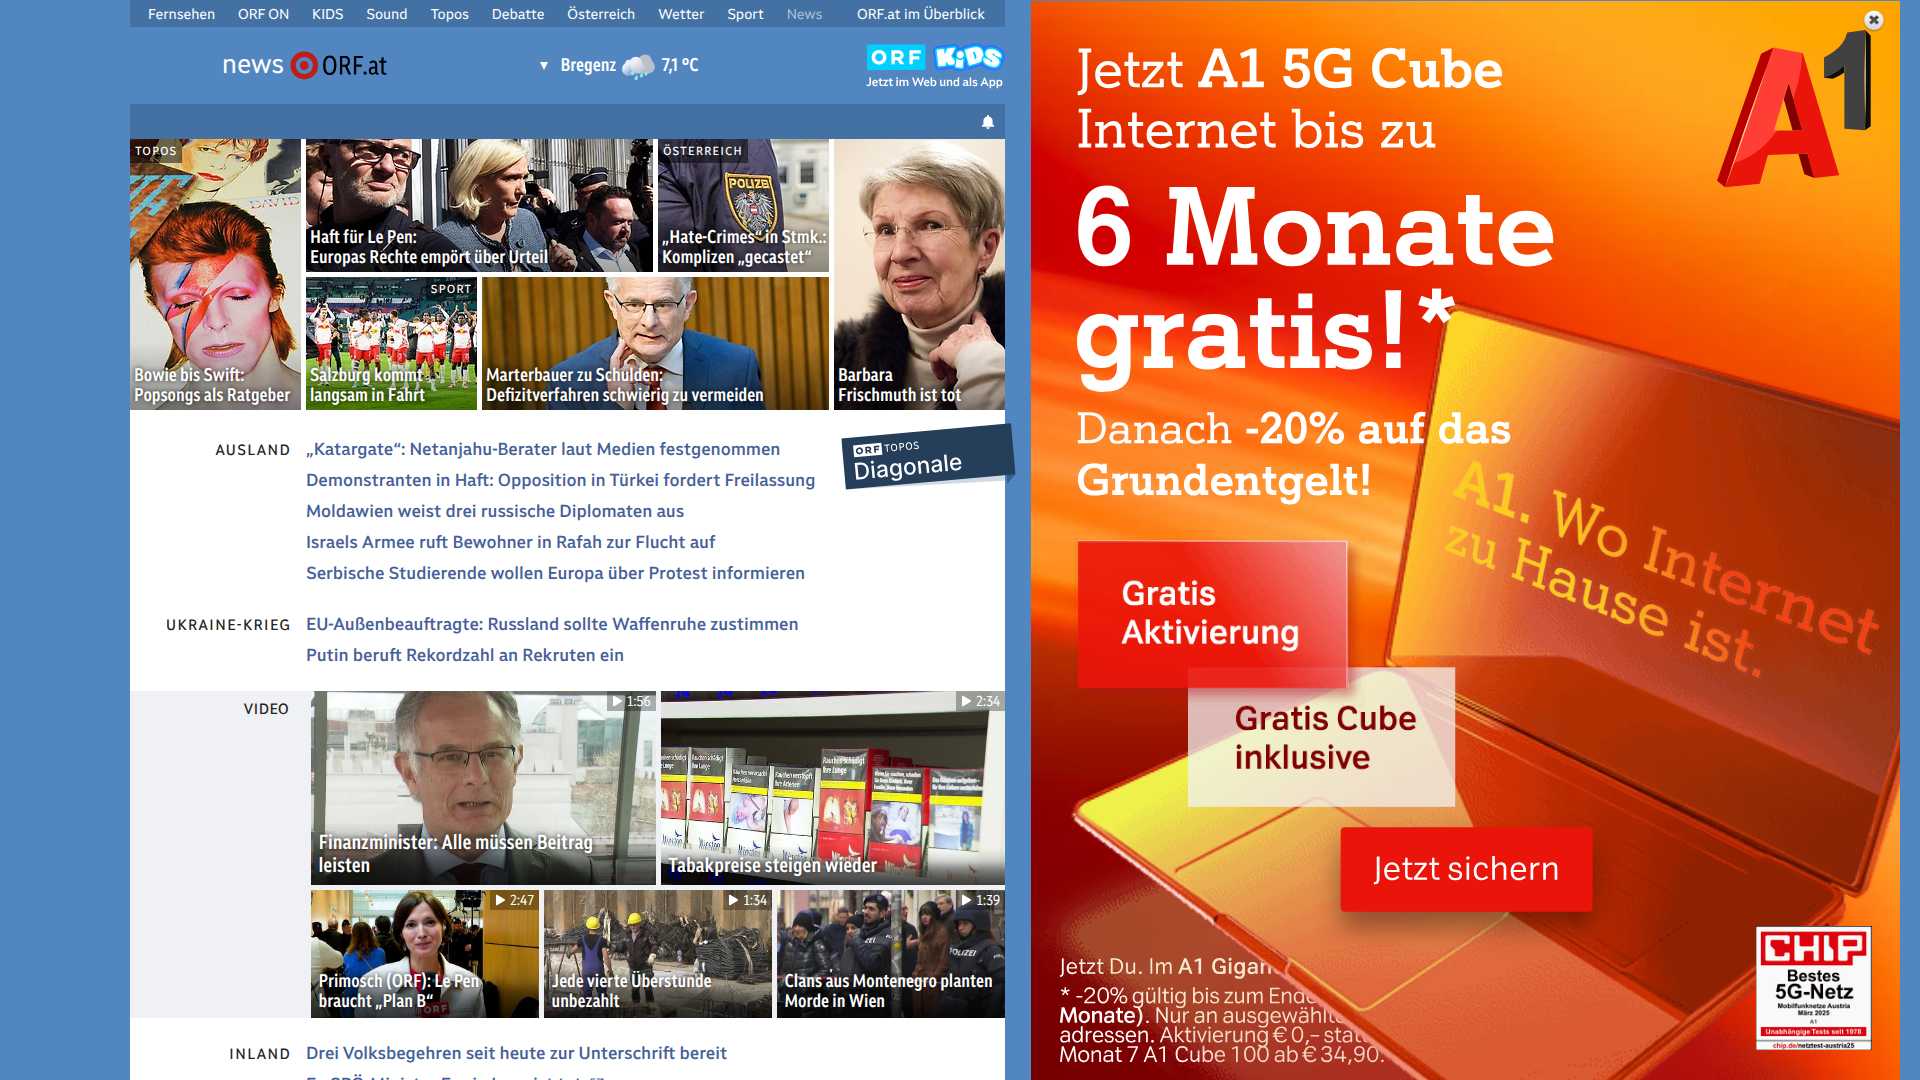 Fernsehen ORF ON KIDS Sound Topos Debatte Österreich Wetter Sport News ORF.at im Überblick
news ORF.at
▼ Bregenz 7,1 °C
ORF KiDS
Jetzt im Web und als App
TOPOS
DAVID
Bowie bis Swift:
Popsongs als Ratgeber
Haft für Le Pen:
Europas Rechte empört über Urteil
ÖSTERREICH
POLIZEI
„Hate-Crimes“ in Stmk.:
Komplizen „gecastet“
SPORT
Salzburg kommt
langsam in Fahrt
Marterbauer zu Schulden:
Defizitverfahren schwierig zu vermeiden
Barbara
Frischmuth ist tot
AUSLAND
„Katargate“: Netanjahu-Berater laut Medien festgenommen
Demonstranten in Haft: Opposition in Türkei fordert Freilassung
Moldawien weist drei russische Diplomaten aus
Israels Armee ruft Bewohner in Rafah zur Flucht auf
Serbische Studierende wollen Europa über Protest informieren
ORF TOPOS
Diagonale
UKRAINE-KRIEG
EU-Außenbeauftragte: Russland sollte Waffenruhe zustimmen
Putin beruft Rekordzahl an Rekruten ein
VIDEO
1:56
Finanzminister: Alle müssen Beitrag
leisten
2:34
Tabakpreise steigen wieder
2:47
Primosch (ORF): Le Pen
braucht „Plan B“
ORF
1:34
Jede vierte Überstunde
unbezahlt
1:39
POLIZEI
Clans aus Montenegro planten
Morde in Wien
INLAND
Drei Volksbegehren seit heute zur Unterschrift bereit
Jetzt A1 5G Cube
Internet bis zu
6 Monate
gratis!*
Danach -20% auf das
Grundentgelt!
A1
A1. Wo Internet
zu Hause ist.
Gratis
Aktivierung
Gratis Cube
inklusive
Jetzt sichern
Jetzt Du. Im A1
* -20% gültig bis zum Ende
Monate). Nur an ausgewählte
adressen. Aktivierung € 0,– statt
Monat 7 A1 Cube 100 ab € 34,90.
CHIP
Bestes
5G-Netz
Mobilfunknetze Austria
März 2025
A1
Unabhängige Tests seit 1978
chip.de/netztest-austria25